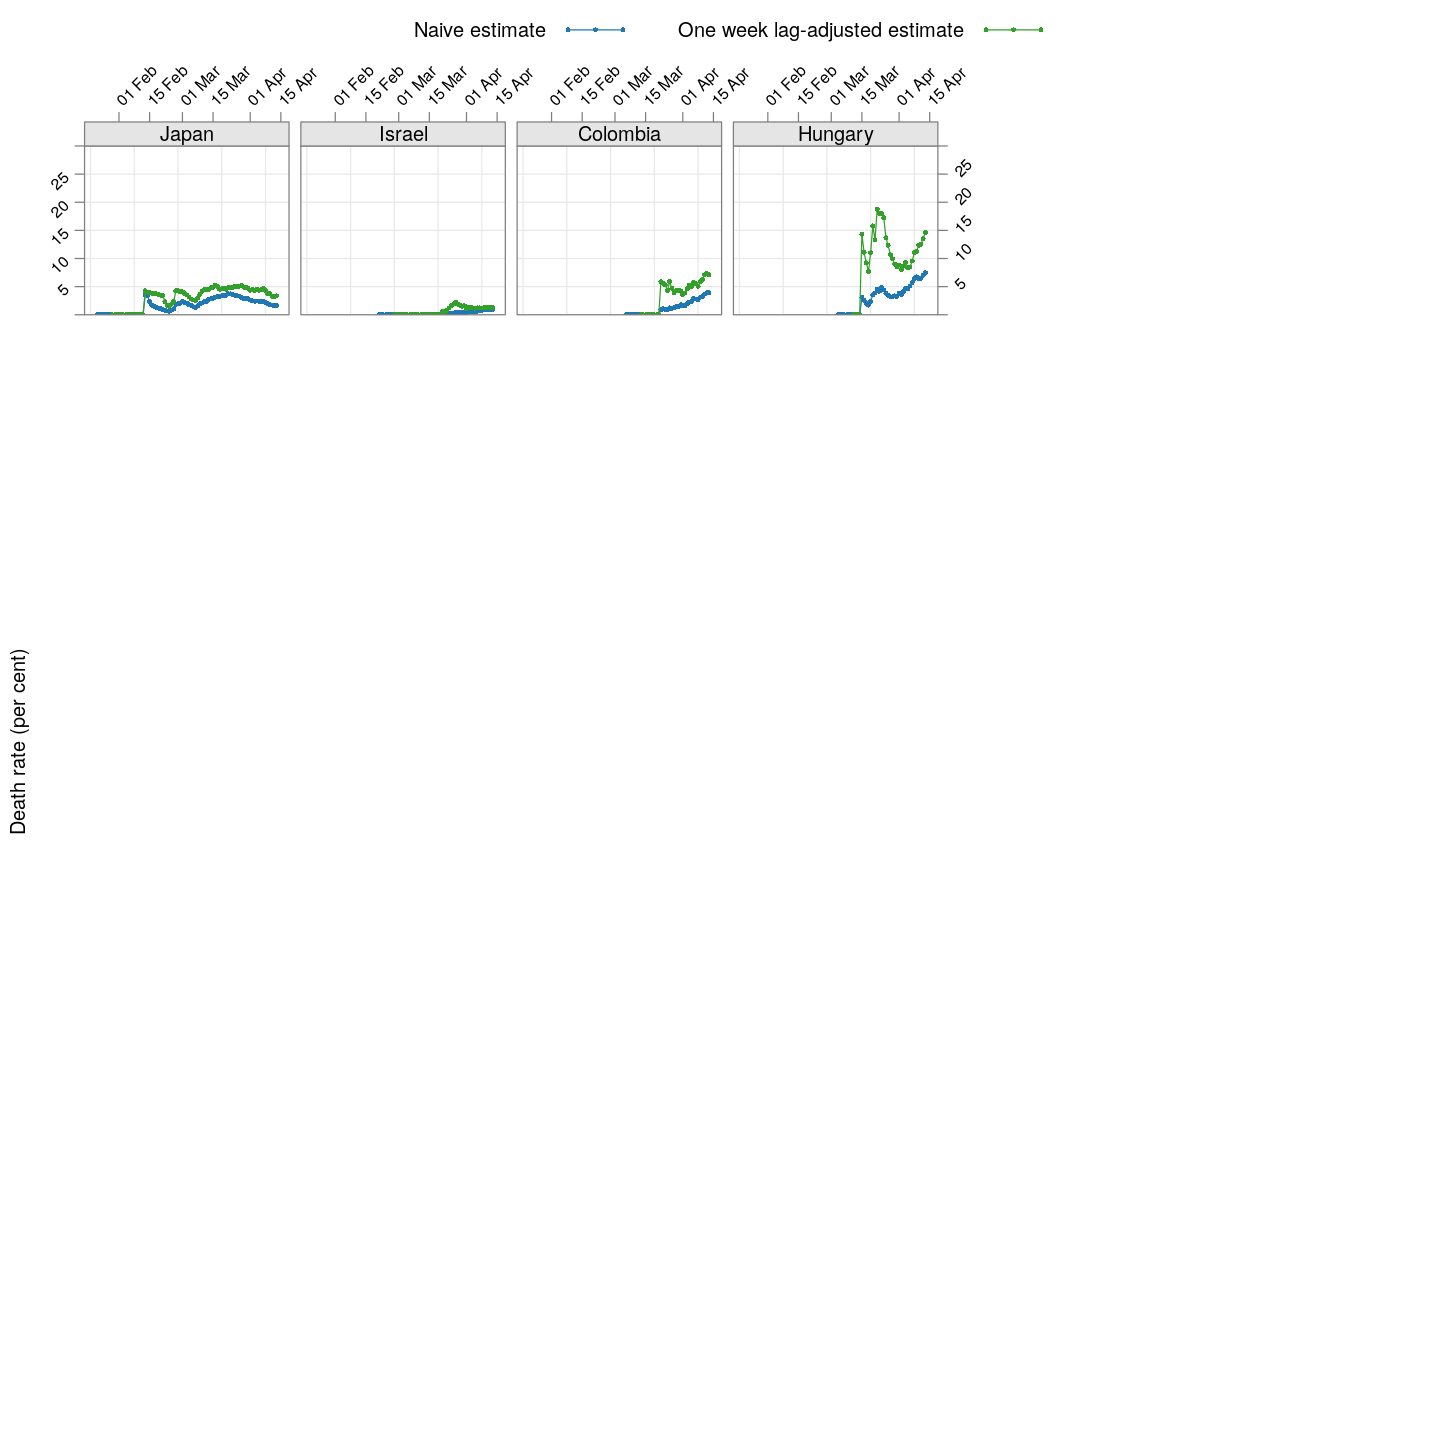 Naive estimate One week lag-adjusted estimate
01 Feb 15 Feb 01 Mar 15 Mar 01 Apr 15 Apr 01 Feb 15 Feb 01 Mar 15 Mar 01 Apr 15 Apr 01 Feb 15 Feb 01 Mar 15 Mar 01 Apr 15 Apr 01 Feb 15 Feb 01 Mar 15 Mar 01 Apr 15 Apr
Japan Israel Colombia Hungary
25 25
20 20
15 15
10 10
5 5
Death rate (per cent)